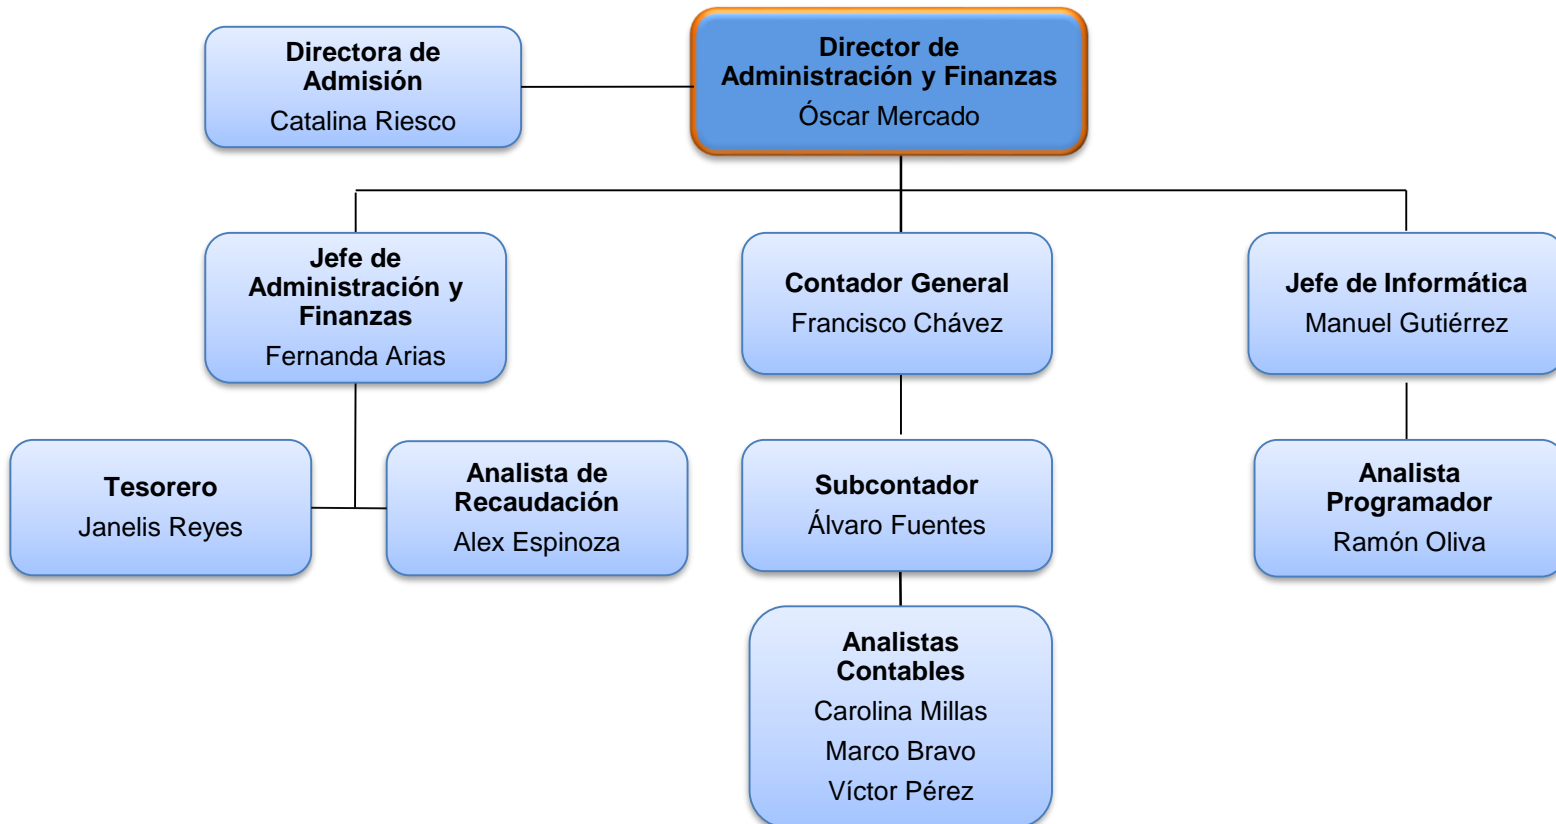 Directora de
Admisión
Catalina Riesco
Director de
Administración y Finanzas
Óscar Mercado
Jefe de
Administración y
Finanzas
Fernanda Arias
Contador General
Francisco Chávez
Jefe de Informática
Manuel Gutiérrez
Tesorero
Janelis Reyes
Analista de
Recaudación
Alex Espinoza
Subcontador
Álvaro Fuentes
Analista
Programador
Ramón Oliva
Analistas
Contables
Carolina Millas
Marco Bravo
Víctor Pérez